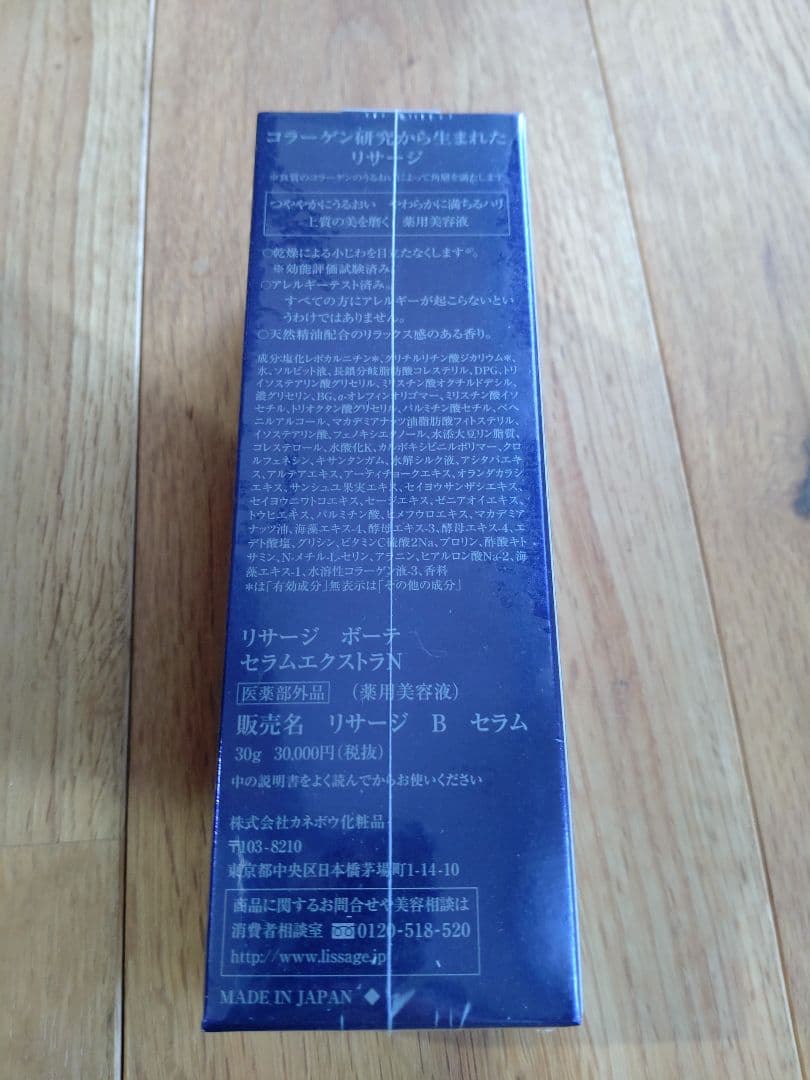 コラーゲン研究から生まれた
リサージ
※良質のコラーゲンのうるおいによって角層を満たします
つややかにうるおい やわらかに満ちるハリ
上質の美を磨く 薬用美容液
○乾燥による小じわを目立たなくします※。
※効能評価試験済み。
○アレルギーテスト済み。
すべての方にアレルギーが起こらないとい
うわけではありません。
○天然精油配合のリラックス感のある香り。
成分:塩化レボカルニチン*、グリチルリチン酸ジカリウム*、
水、ソルビット液、長鎖分岐脂肪酸コレステリル、DPG、トリ
イソステアリン酸グリセリル、ミリスチン酸オクチルドデシル、
濃グリセリン、BG、α-オレフィンオリゴマー、ミリスチン酸イソ
セチル、トリオクタン酸グリセリル、パルミチン酸セチル、ベヘ
ニルアルコール、マカデミアナッツ油脂肪酸フィトステリル、
イソステアリン酸、フェノキシエタノール、水添大豆リン脂質、
コレステロール、水酸化K、カルボキシビニルポリマー、クロ
ルフェネシン、キサンタンガム、水解シルク液、アシタバエキ
ス、アルテアエキス、アーティチョークエキス、オランダカラシ
エキス、サンシュユ果実エキス、セイヨウサンザシエキス、
セイヨウニワトコエキス、セージエキス、ゼニアオイエキス、
トウヒエキス、パルミチン酸、ヒメフウロエキス、マカデミア
ナッツ油、海藻エキス-4、酵母エキス-3、酵母エキス-4、エ
デト酸塩、グリシン、ビタミンC硫酸2Na、プロリン、酢酸キト
サミン、N-メチル-L-セリン、アラニン、ヒアルロン酸Na-2、海
藻エキス-1、水溶性コラーゲン液-3、香料
*は「有効成分」無表示は「その他の成分」
リサージ ボーテ
セラムエクストラN
医薬部外品 (薬用美容液)
販売名 リサージ B セラム
30g 30,000円(税抜)
中の説明書をよく読んでからお使いください
株式会社カネボウ化粧品
〒103-8210
東京都中央区日本橋茅場町1-14-10
商品に関するお問合せや美容相談は
消費者相談室 0120-518-520
http://www.lissage.jp
MADE IN JAPAN